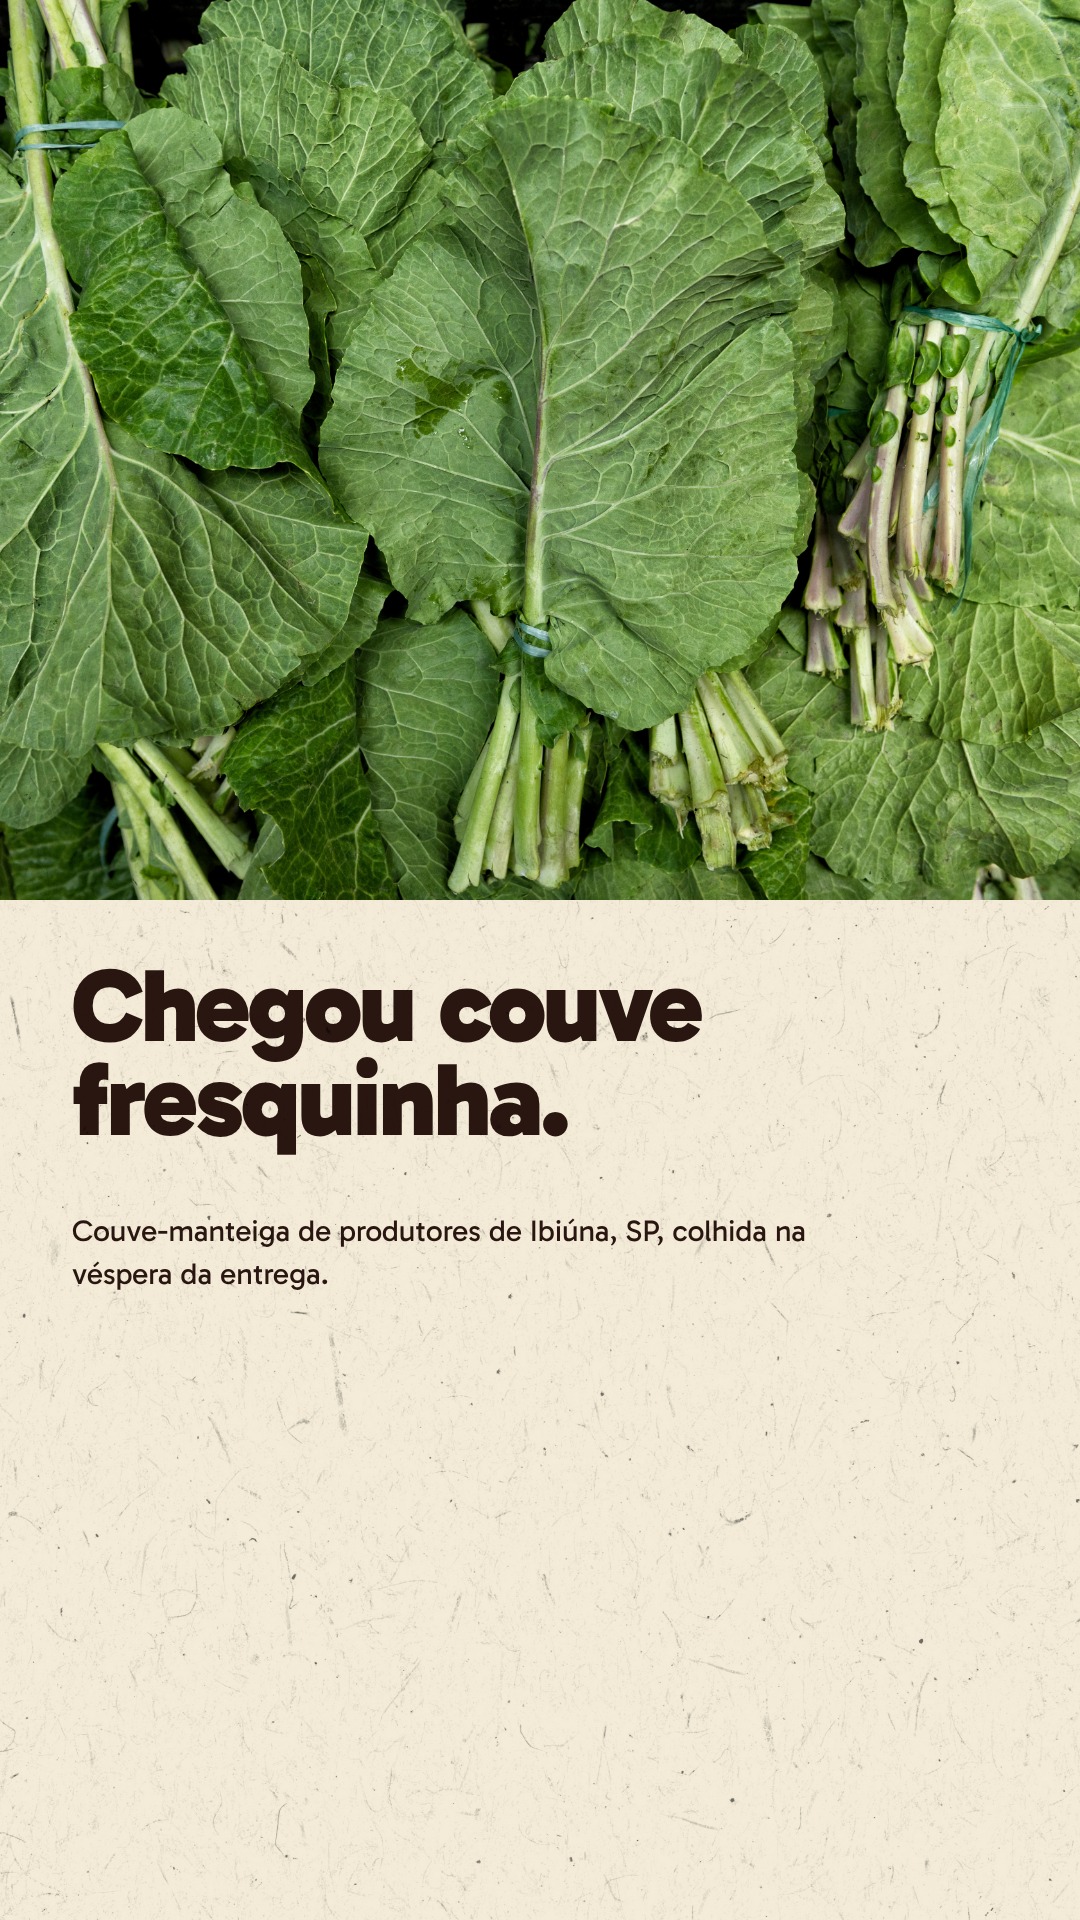 Chegou couve
fresquinha.
Couve-manteiga de produtores de Ibiúna, SP, colhida na
véspera da entrega.